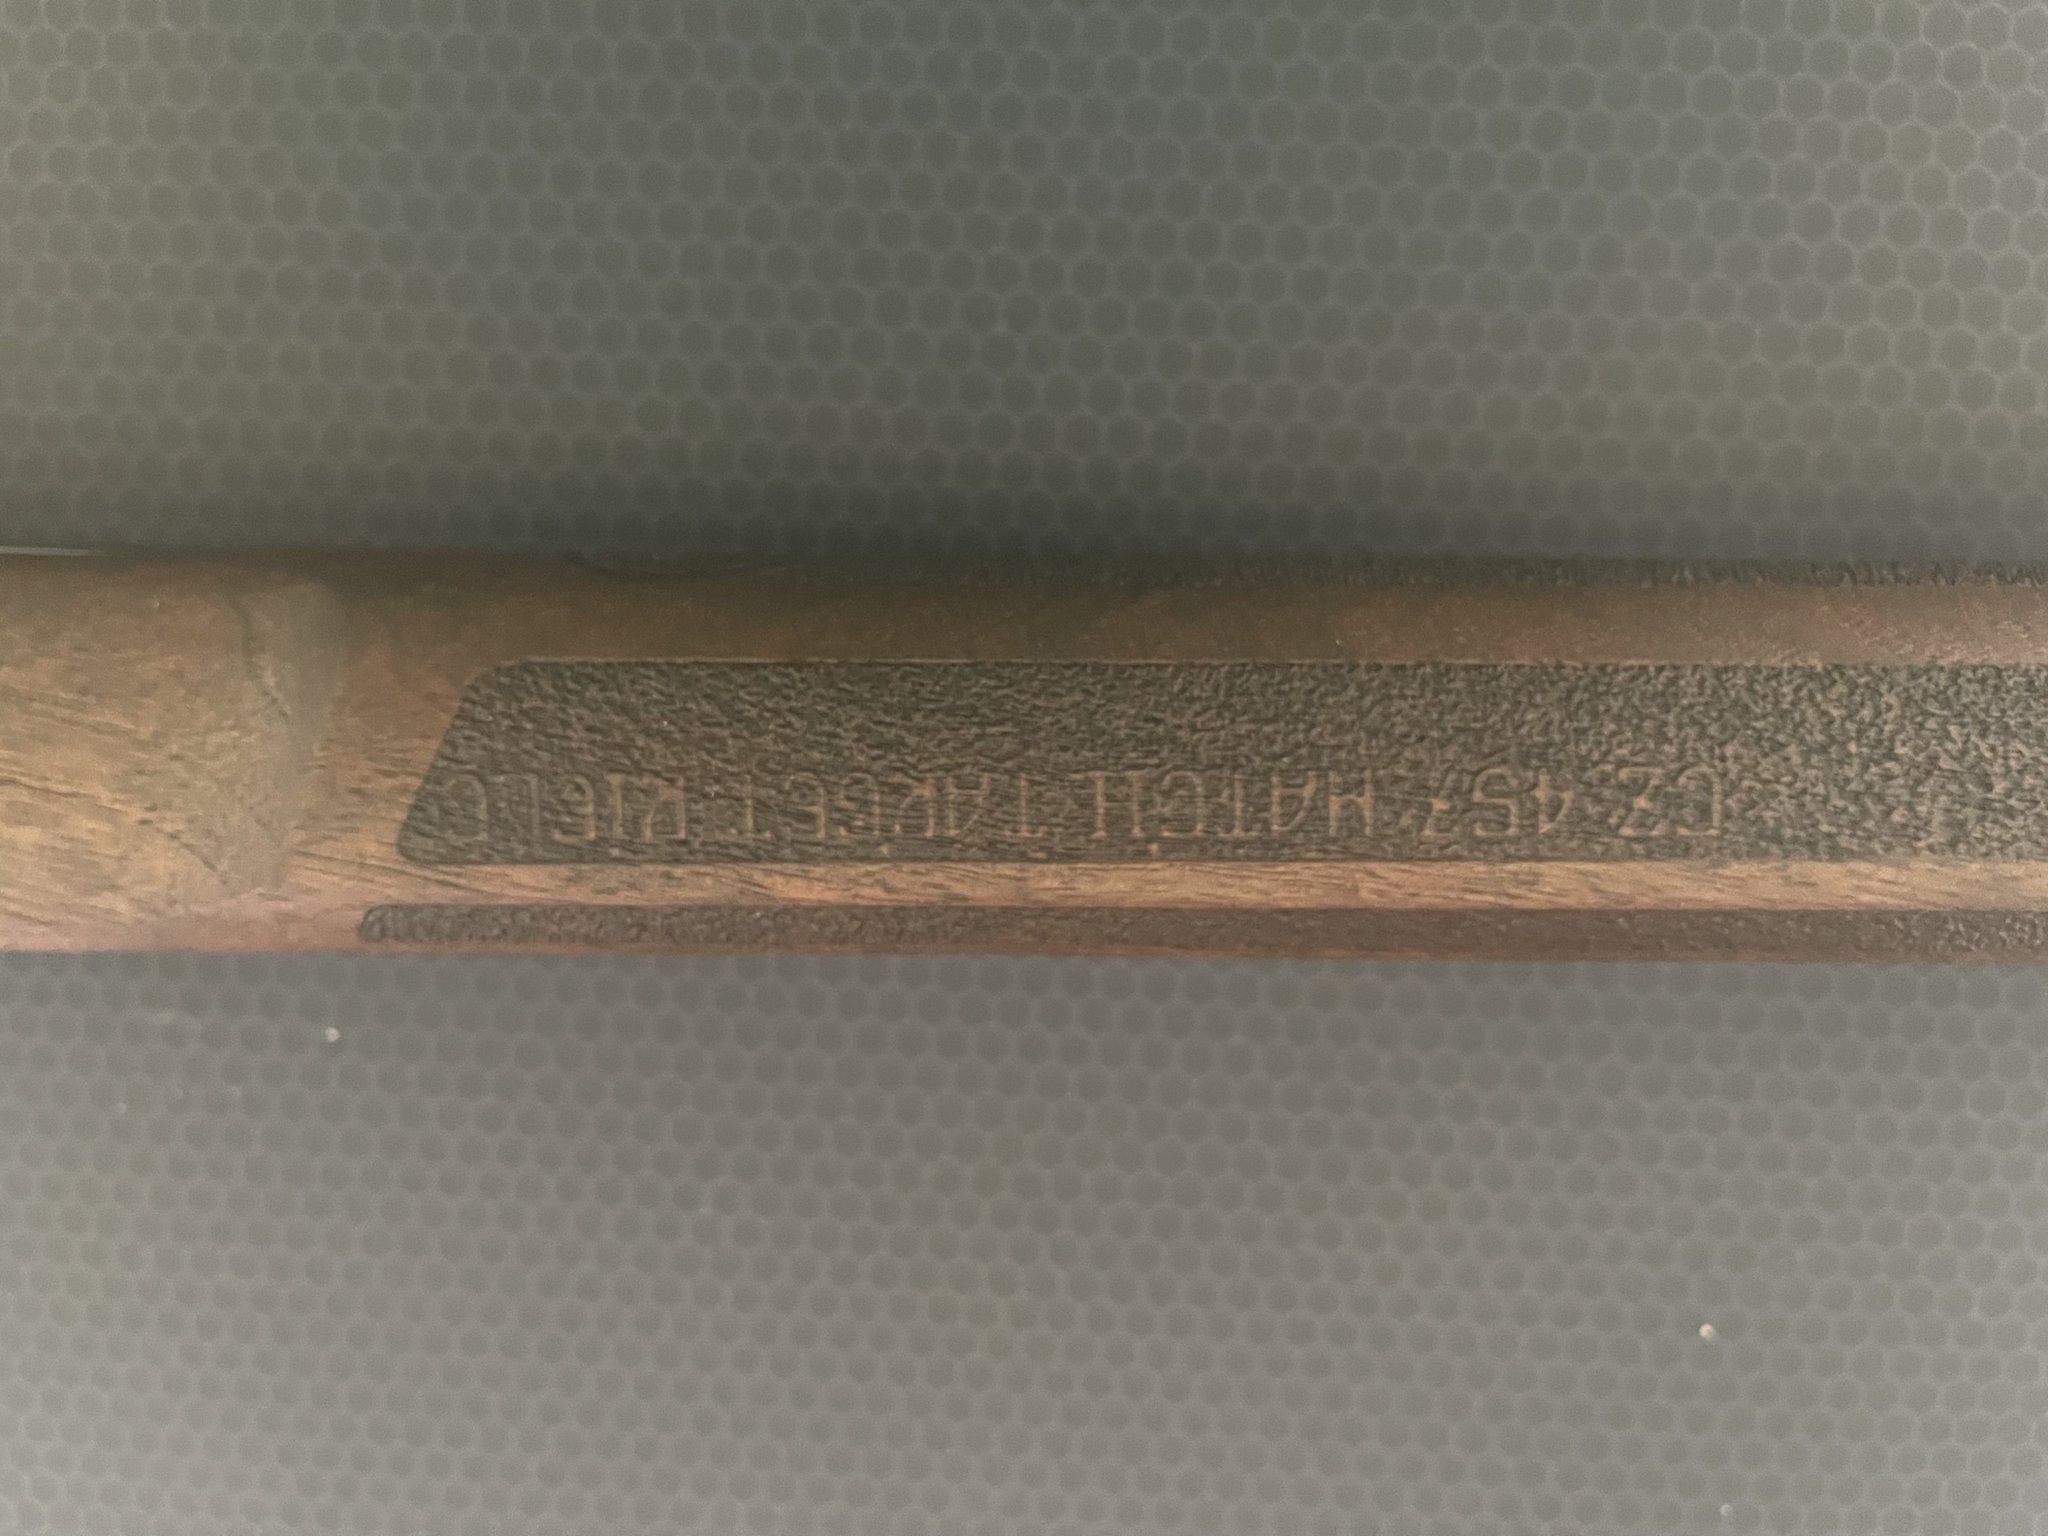 CZ 457 MATCH TARGET RIFLE